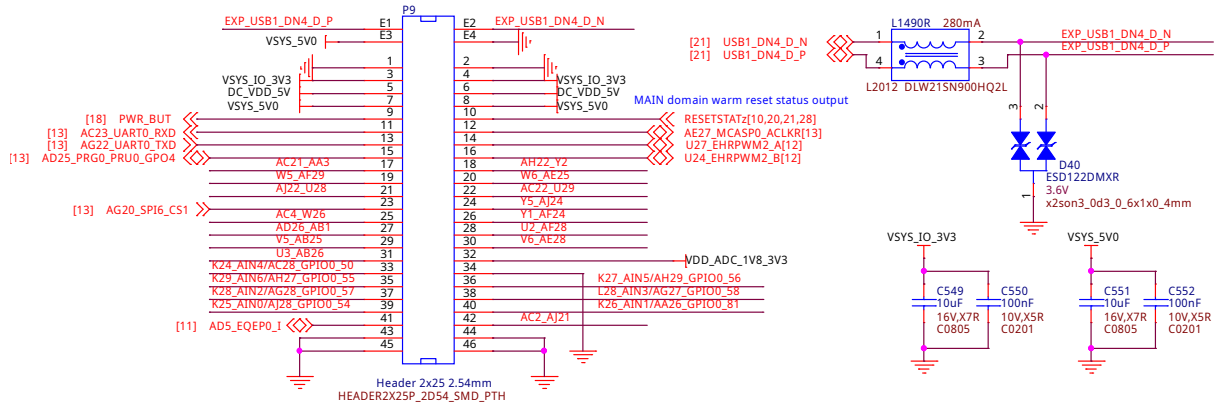 P9
EXP_USB1_DN4_D_P E1 E2 EXP_USB1_DN4_D_N
VSYS_5V0 E3 E4
1 2
VSYS_IO_3V3 3 4 VSYS_IO_3V3
DC_VDD_5V 5 6 DC_VDD_5V
VSYS_5V0 7 8 VSYS_5V0
MAIN domain warm reset status output
[18] PWR_BUT 9 10 RESETSTATz[10,20,21,28]
[13] AC23_UART0_RXD 11 12 AE27_MCASP0_ACLKR[13]
[13] AG22_UART0_TXD 13 14 U27_EHRPWM2_A[12]
[13] AD25_PRG0_PRU0_GPO4 15 16 U24_EHRPWM2_B[12]
AC21_AA3 17 18 AH22_Y2
W5_AF29 19 20 W6_AE25
AJ22_U28 21 22 AC22_U29
[13] AG20_SPI6_CS1 23 24 Y5_AJ24
AC4_W26 25 26 Y1_AF24
AD26_AB1 27 28 U2_AF28
V5_AB25 29 30 V6_AE28
U3_AB26 31 32 VDD_ADC_1V8_3V3
K24_AIN4/AC28_GPIO0_50 33 34
K29_AIN6/AH27_GPIO0_55 35 36 K27_AIN5/AH29_GPIO0_56
K28_AIN2/AG28_GPIO0_57 37 38 L28_AIN3/AG27_GPIO0_58
K25_AIN0/AJ28_GPIO0_54 39 40 K26_AIN1/AA26_GPIO0_81
[11] AD5_EQEP0_I 41 42 AC2_AJ21
43 44
45 46
Header 2x25 2.54mm
HEADER2X25P_2D54_SMD_PTH
L1490R 280mA
[21] USB1_DN4_D_N 1 2 EXP_USB1_DN4_D_N
[21] USB1_DN4_D_P 4 3 EXP_USB1_DN4_D_P
L2012 DLW21SN900HQ2L
3 2
D40
ESD122DMXR
3.6V
x2son3_0d3_0_6x1x0_4mm
1
VSYS_IO_3V3
C549
10uF
16V,X7R
C0805
C550
100nF
10V,X5R
C0201
VSYS_5V0
C551
10uF
16V,X7R
C0805
C552
100nF
10V,X5R
C0201